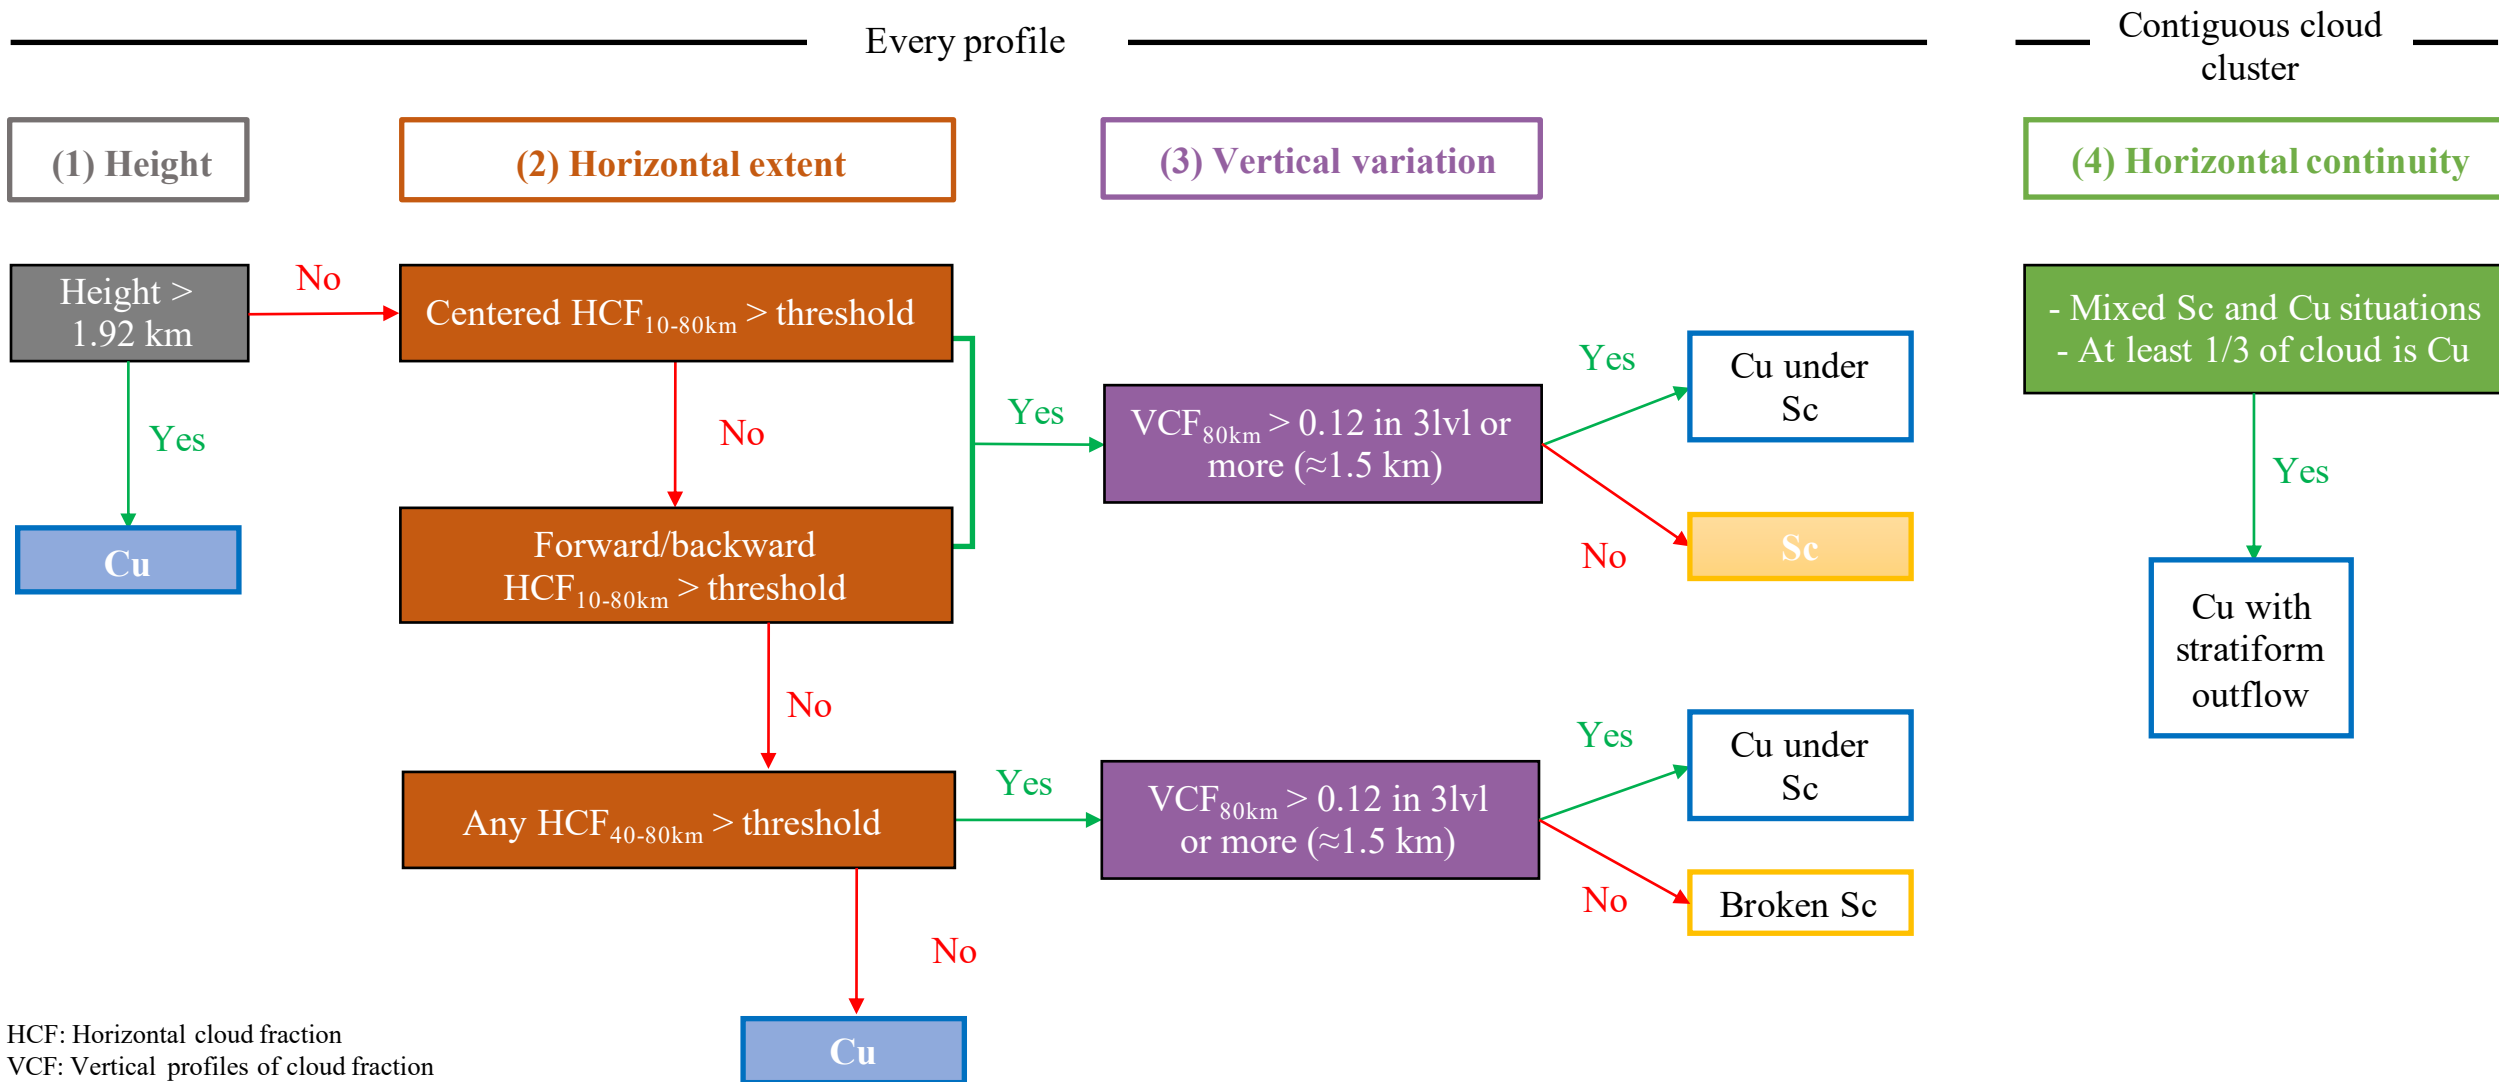 Every profile
Contiguous cloud
cluster
(1) Height
(2) Horizontal extent
(3) Vertical variation
(4) Horizontal continuity
Height >
1.92 km
No
Yes
Cu
Centered HCF10-80km > threshold
No
Yes
Forward/backward
HCF10-80km > threshold
No
Any HCF40-80km > threshold
Yes
No
Cu
VCF80km > 0.12 in 3lvl or
more (≈1.5 km)
Yes
Cu under
Sc
No
Sc
VCF80km > 0.12 in 3lvl
or more (≈1.5 km)
Yes
Cu under
Sc
No
Broken Sc
- Mixed Sc and Cu situations
- At least 1/3 of cloud is Cu
Yes
Cu with
stratiform
outflow
HCF: Horizontal cloud fraction
VCF: Vertical profiles of cloud fraction